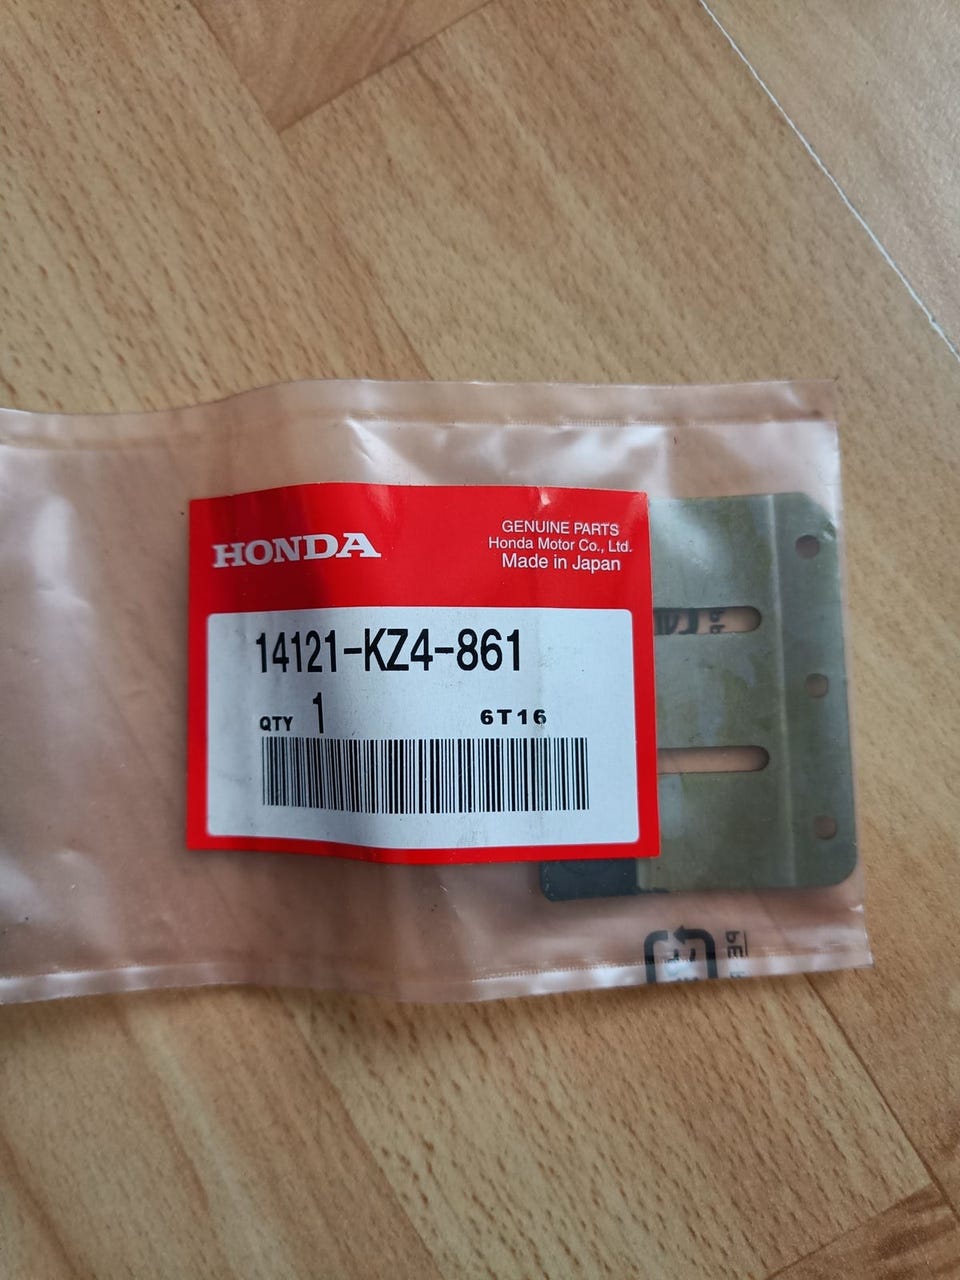 HONDA
GENUINE PARTS
Honda Motor Co., Ltd.
Made in Japan
14121-KZ4-861
QTY 1
6T16